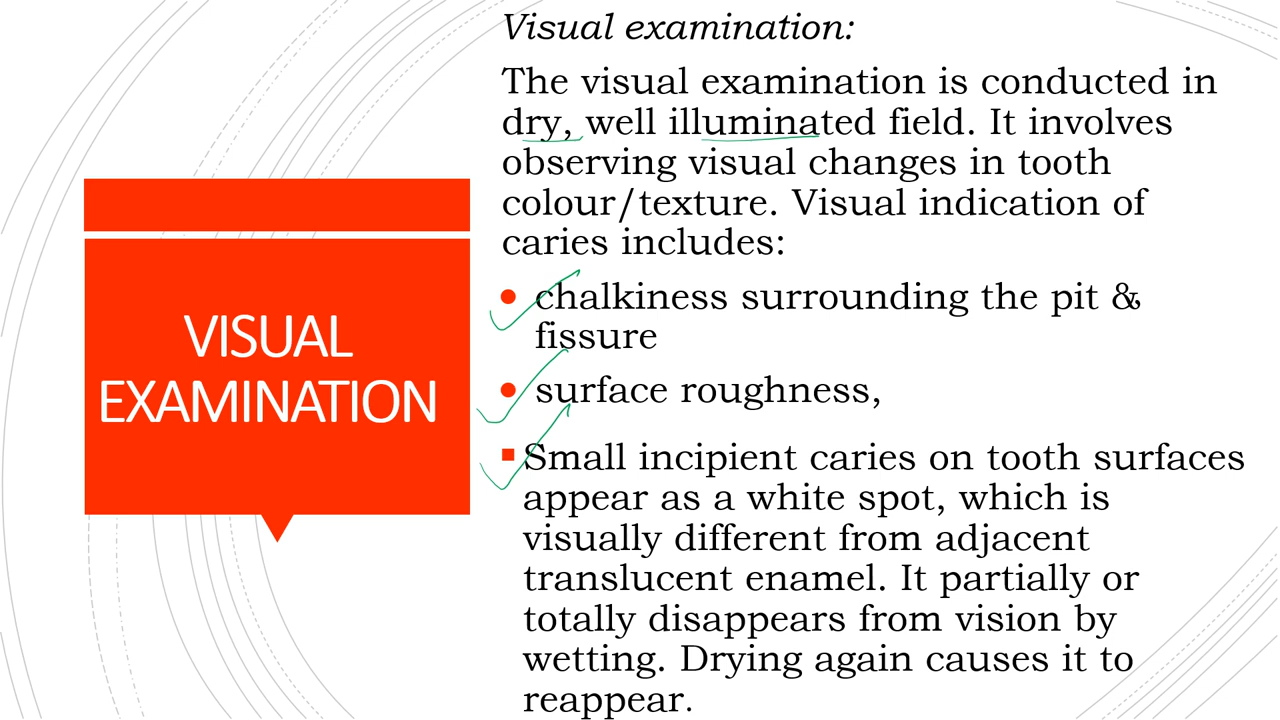 VISUAL
EXAMINATION
Visual examination:
The visual examination is conducted in
dry, well illuminated field. It involves
observing visual changes in tooth
colour/texture. Visual indication of
caries includes:
chalkiness surrounding the pit &
fissure
surface roughness,
Small incipient caries on tooth surfaces
appear as a white spot, which is
visually different from adjacent
translucent enamel. It partially or
totally disappears from vision by
wetting. Drying again causes it to
reappear.